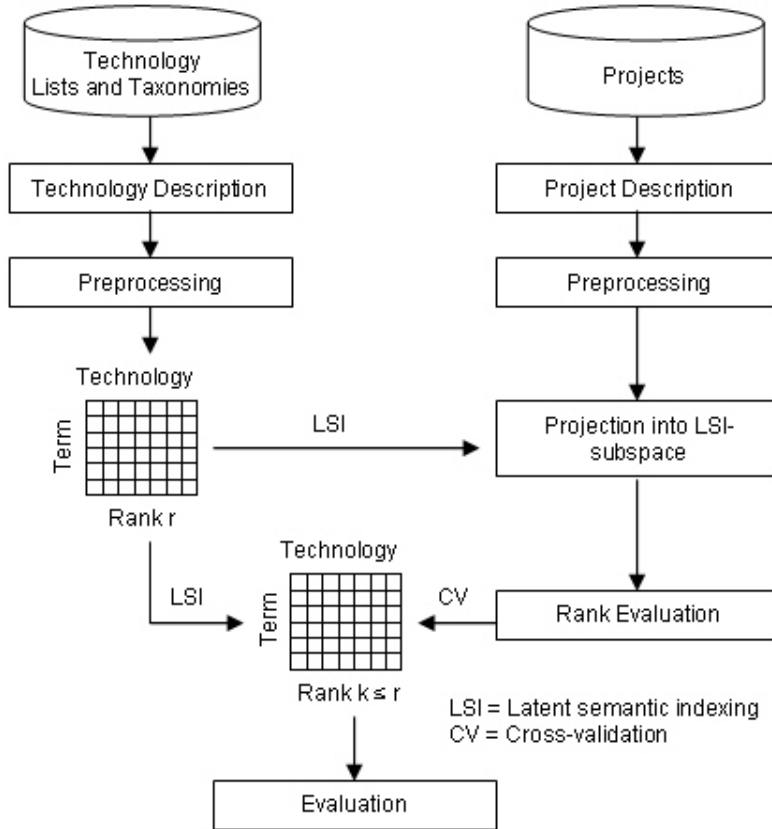 Technology
Lists and Taxonomies
Projects
Technology Description
Project Description
Preprocessing
Preprocessing
Technology
Term
Rank r
LSI
Projection into LSI-
subspace
LSI
Technology
Term
Rank k ≤ r
CV
Rank Evaluation
LSI = Latent semantic indexing
CV = Cross-validation
Evaluation